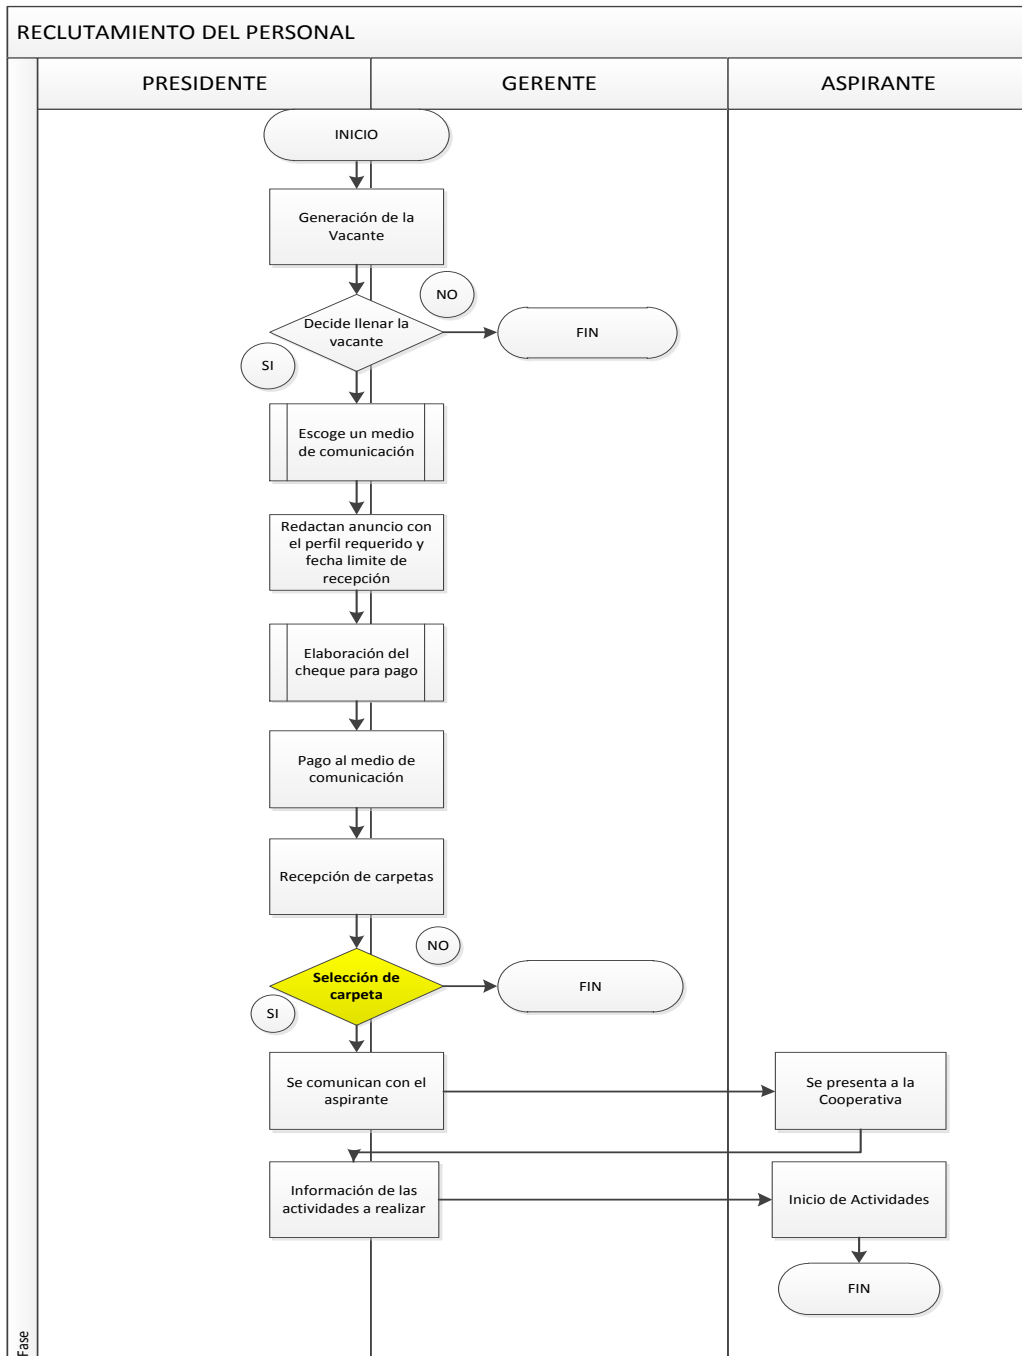 RECLUTAMIENTO DEL PERSONAL
PRESIDENTE
GERENTE
ASPIRANTE
INICIO
Generación de la
Vacante
NO
Decide llenar la
vacante
FIN
SI
Escoge un medio
de comunicación
Redactan anuncio con
el perfil requerido y
fecha limite de
recepción
Elaboración del
cheque para pago
Pago al medio de
comunicación
Recepción de carpetas
NO
Selección de
carpeta
FIN
SI
Se comunican con el
aspirante
Se presenta a la
Cooperativa
Información de las
actividades a realizar
Inicio de Actividades
FIN
Fase